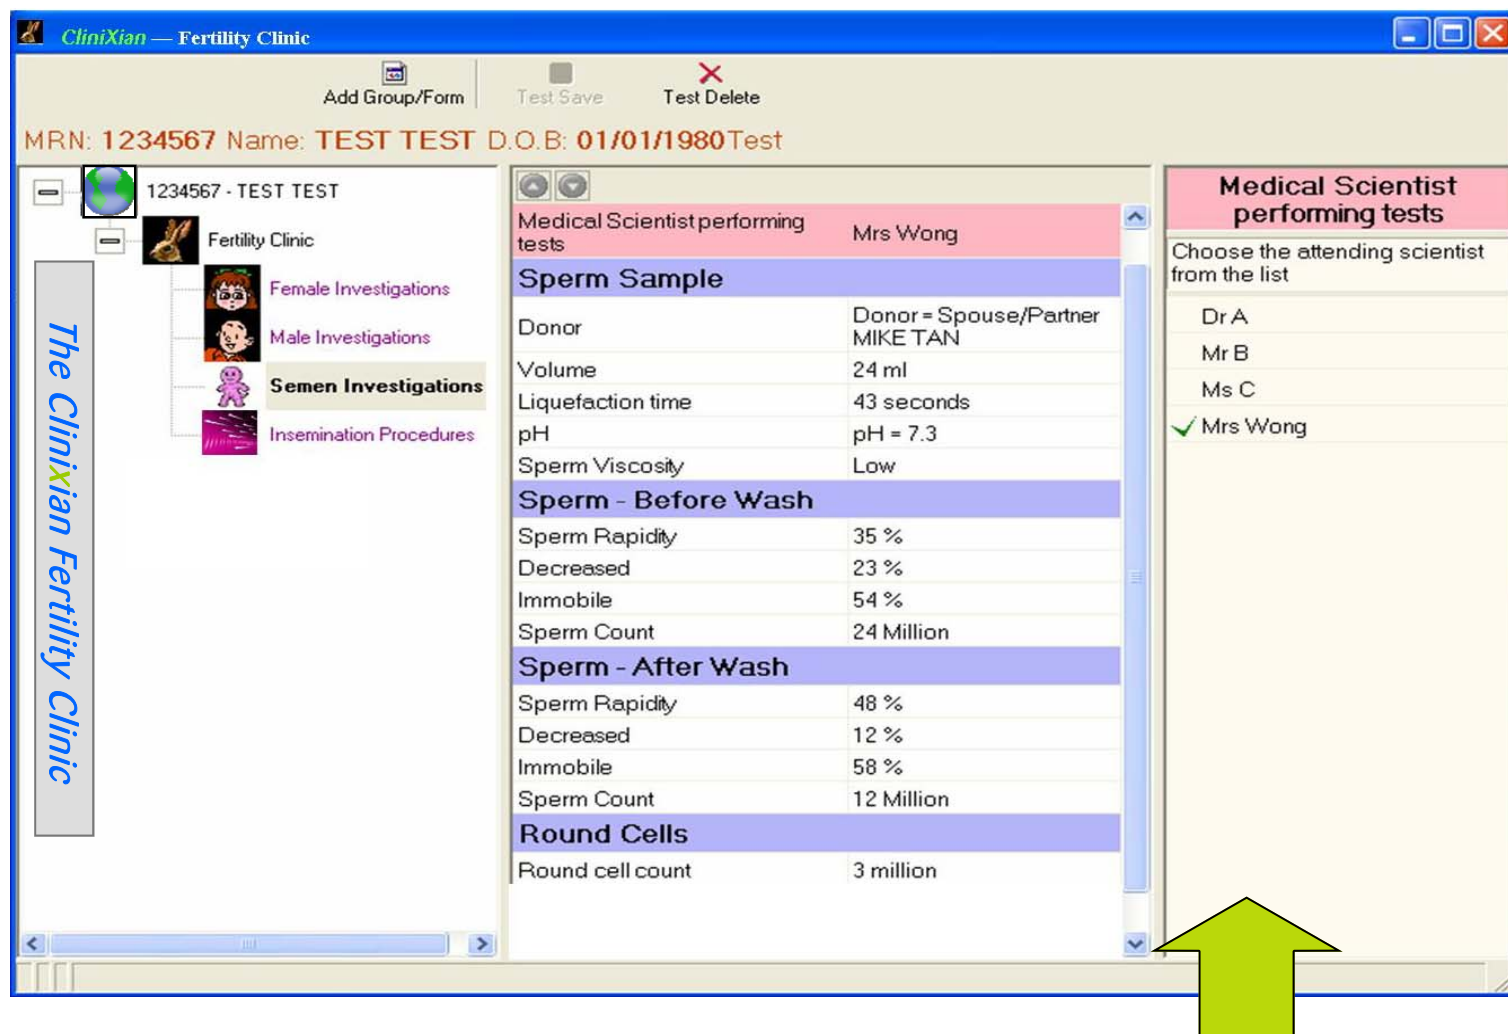 CliniXian — Fertility Clinic
Add Group/Form Test Save Test Delete
MRN: 1234567 Name: TEST TEST D.O.B: 01/01/1980 Test
1234567 - TEST TEST
Fertility Clinic
Female Investigations
Male Investigations
Semen Investigations
Insemination Procedures
The Clinixian Fertility Clinic
Medical Scientist performing
tests Mrs Wong
Sperm Sample
Donor Donor = Spouse/Partner
MIKE TAN
Volume 24 ml
Liquefaction time 43 seconds
pH pH = 7.3
Sperm Viscosity Low
Sperm - Before Wash
Sperm Rapidity 35 %
Decreased 23 %
Immobile 54 %
Sperm Count 24 Million
Sperm - After Wash
Sperm Rapidity 48 %
Decreased 12 %
Immobile 58 %
Sperm Count 12 Million
Round Cells
Round cell count 3 million
Medical Scientist
performing tests
Choose the attending scientist
from the list
Dr A
Mr B
Ms C
Mrs Wong